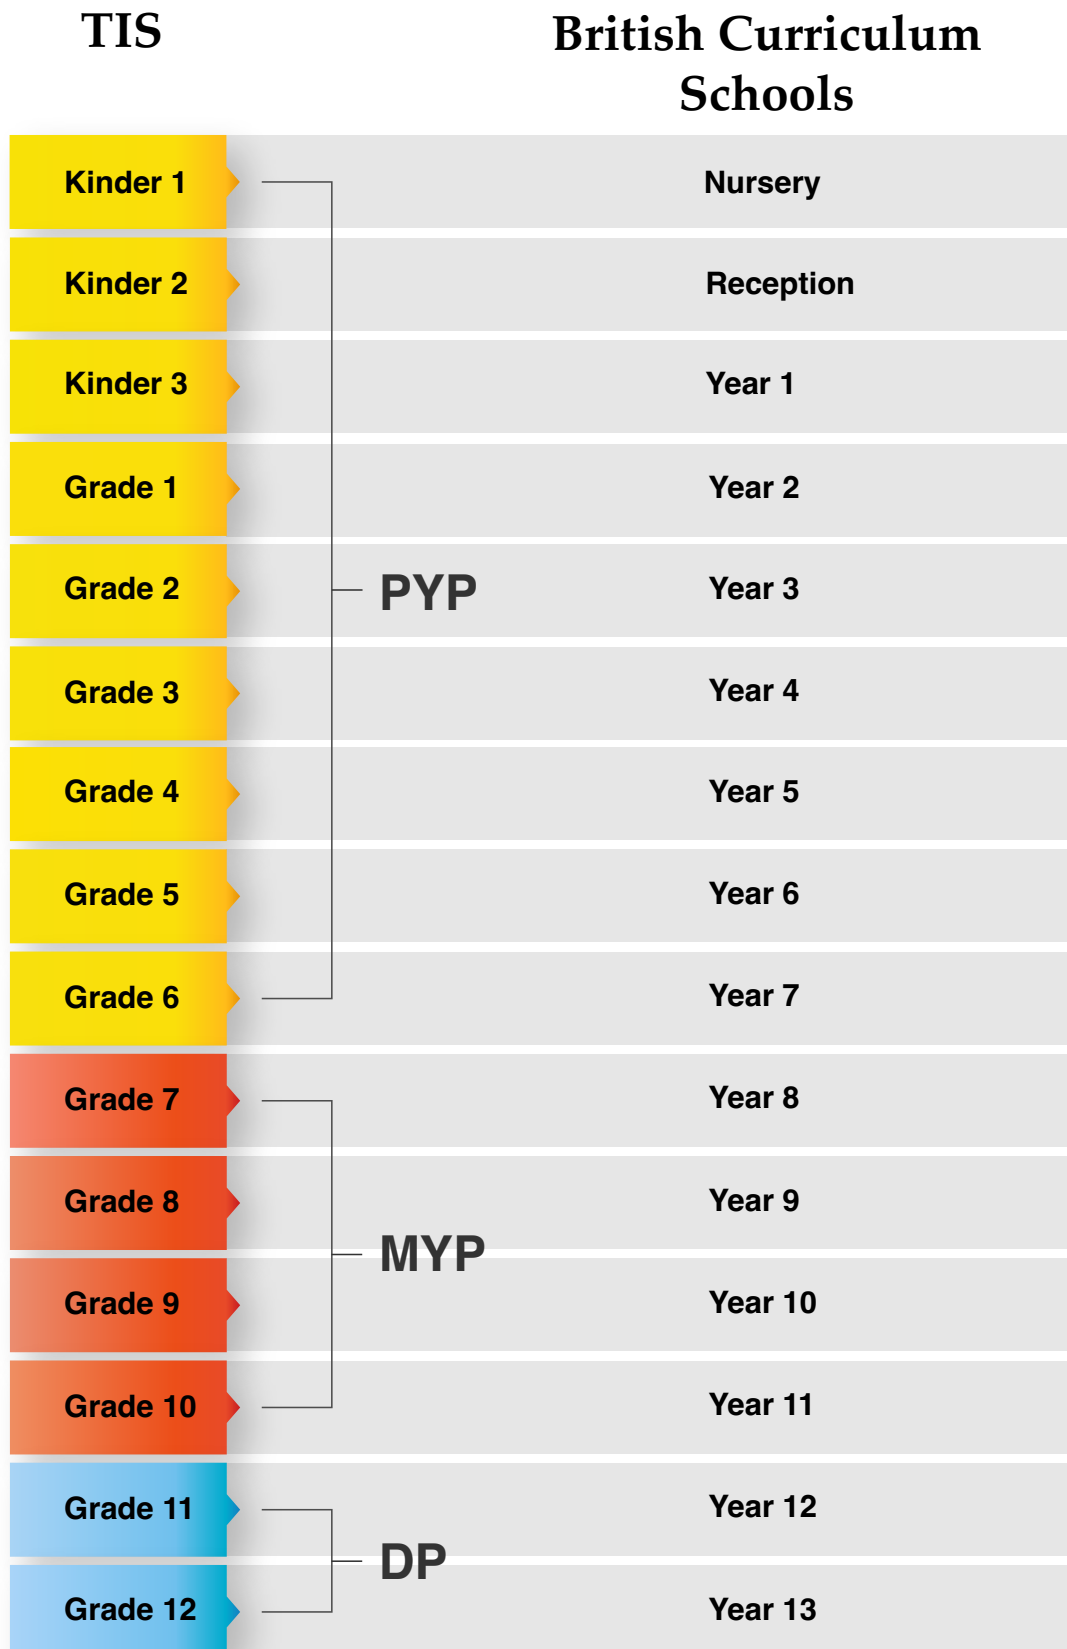 TIS
British Curriculum
Schools
Kinder 1
Nursery
Kinder 2
Reception
Kinder 3
Year 1
Grade 1
Year 2
Grade 2
PYP
Year 3
Grade 3
Year 4
Grade 4
Year 5
Grade 5
Year 6
Grade 6
Year 7
Grade 7
Year 8
Grade 8
Year 9
MYP
Grade 9
Year 10
Grade 10
Year 11
Grade 11
Year 12
DP
Grade 12
Year 13